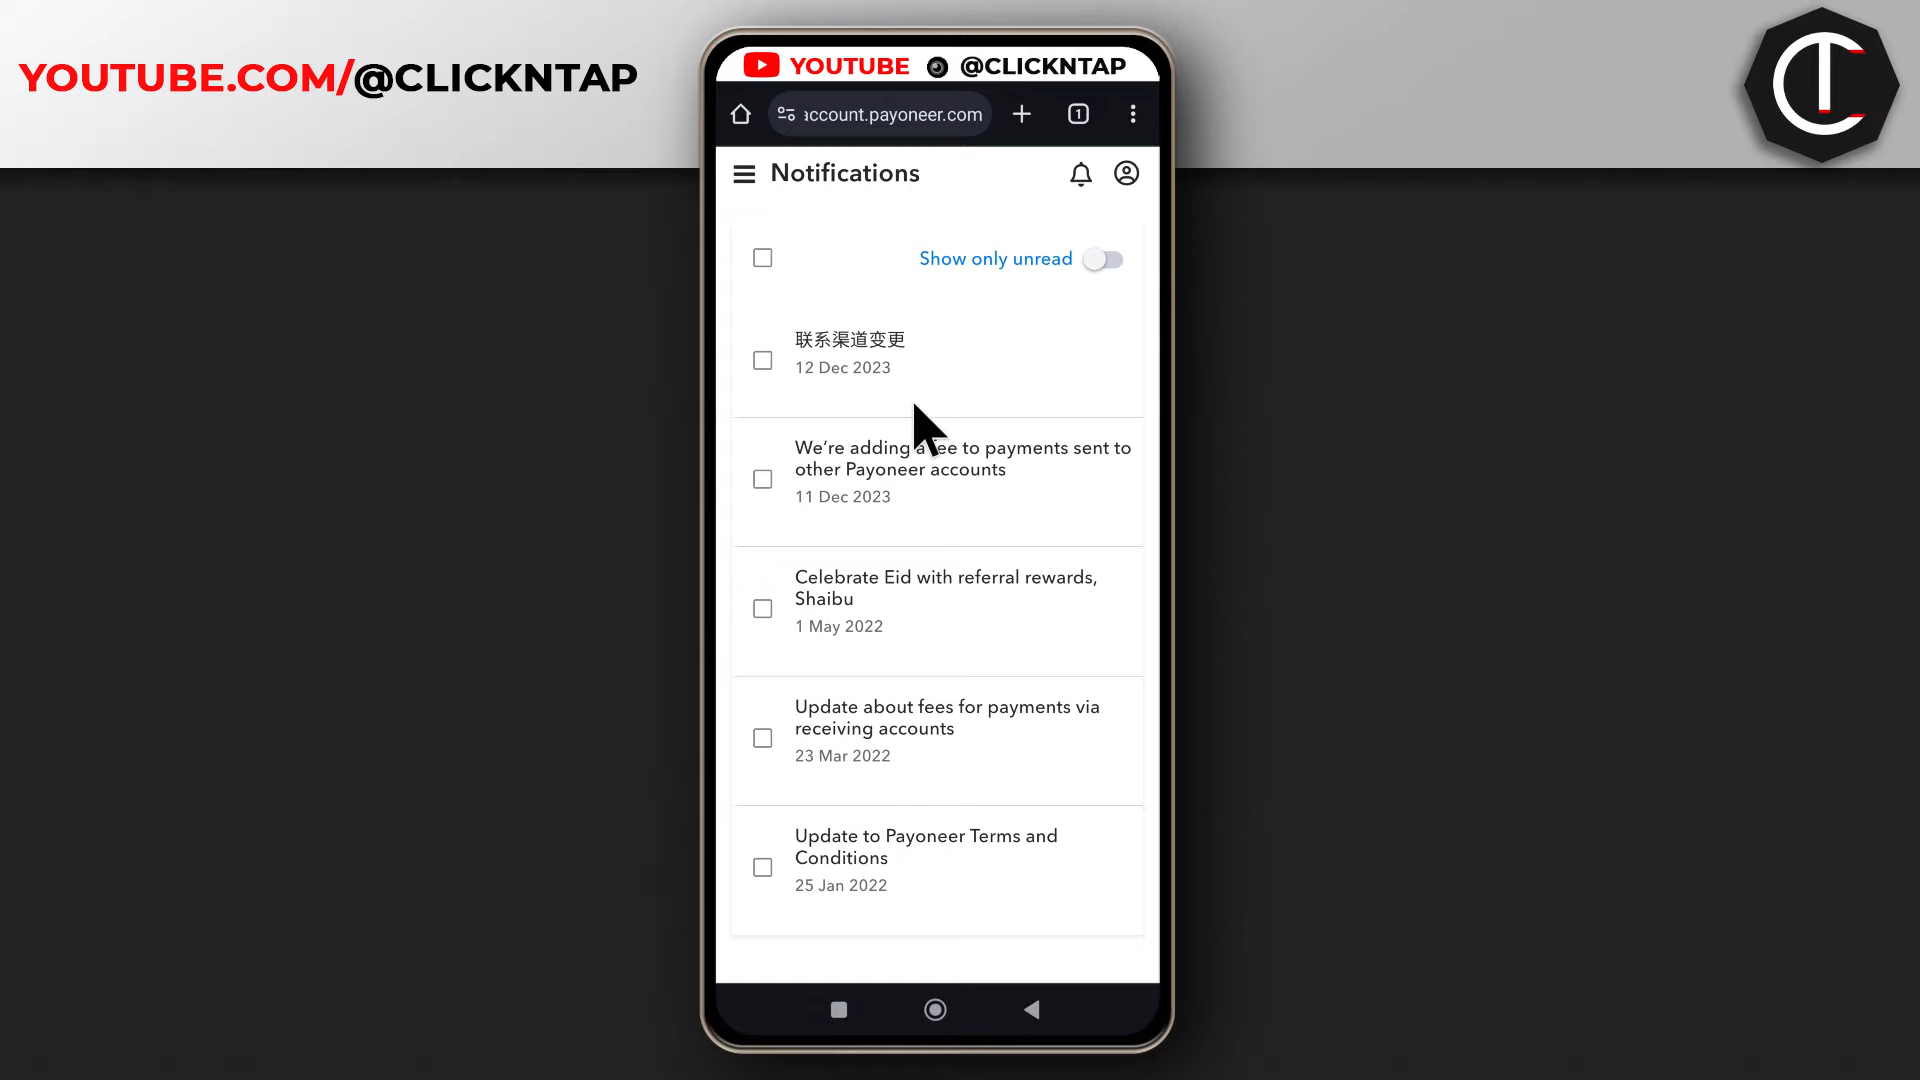 YOUTUBE.COM/@CLICKNTAP
YOUTUBE @CLICKNTAP
account.payoneer.com
1
Notifications
Show only unread
联系渠道变更
12 Dec 2023
We’re adding a fee to payments sent to
other Payoneer accounts
11 Dec 2023
Celebrate Eid with referral rewards,
Shaibu
1 May 2022
Update about fees for payments via
receiving accounts
23 Mar 2022
Update to Payoneer Terms and
Conditions
25 Jan 2022